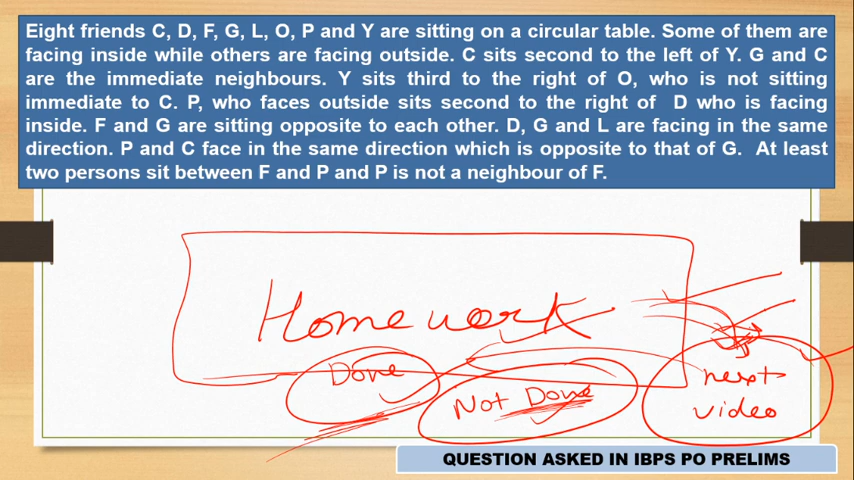 Eight friends C, D, F, G, L, O, P and Y are sitting on a circular table. Some of them are
facing inside while others are facing outside. C sits second to the left of Y. G and C
are the immediate neighbours. Y sits third to the right of O, who is not sitting
immediate to C. P, who faces outside sits second to the right of D who is facing
inside. F and G are sitting opposite to each other. D, G and L are facing in the same
direction. P and C face in the same direction which is opposite to that of G. At least
two persons sit between F and P and P is not a neighbour of F.
Homework
Done
Not Done
next
video
QUESTION ASKED IN IBPS PO PRELIMS